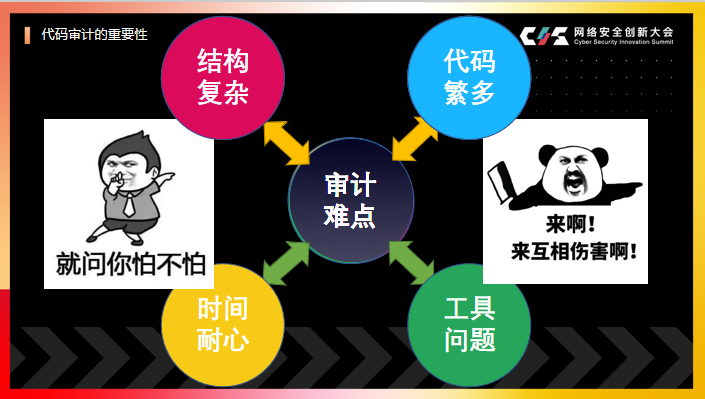 代码审计的重要性
CIS
网络安全创新大会
Cyber Security Innovation Summit
结构
复杂
代码
繁多
审计
难点
就问你怕不怕
来啊！
来互相伤害啊！
时间
耐心
工具
问题